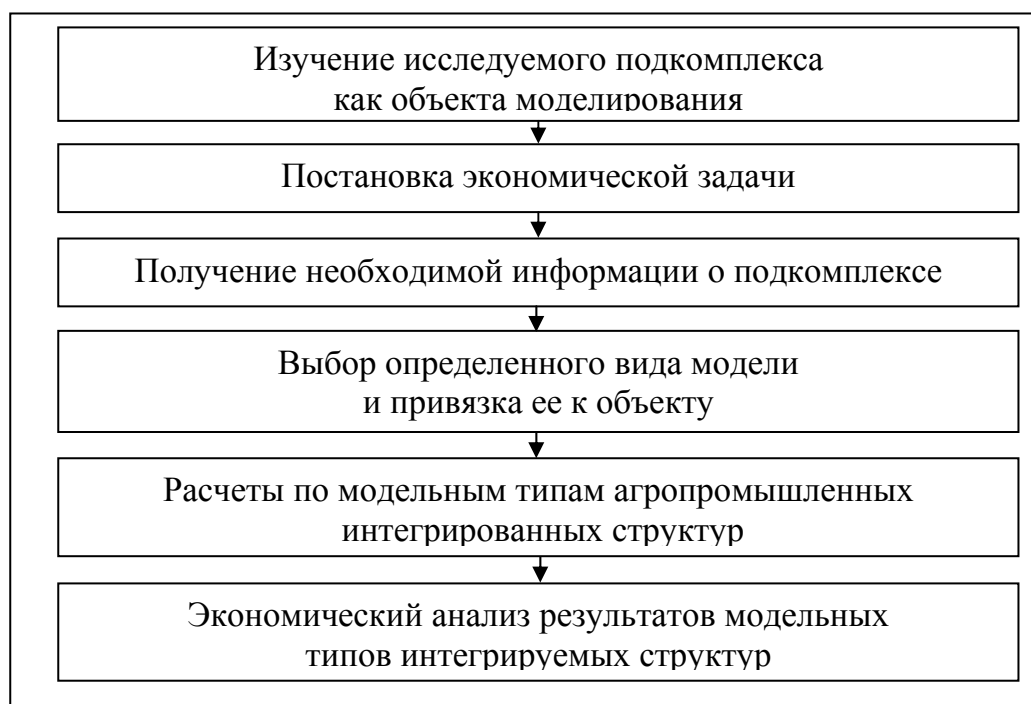 Изучение исследуемого подкомплекса
как объекта моделирования
Постановка экономической задачи
Получение необходимой информации о подкомплексе
Выбор определенного вида модели
и привязка ее к объекту
Расчеты по модельным типам агропромышленных
интегрированных структур
Экономический анализ результатов модельных
типов интегрируемых структур